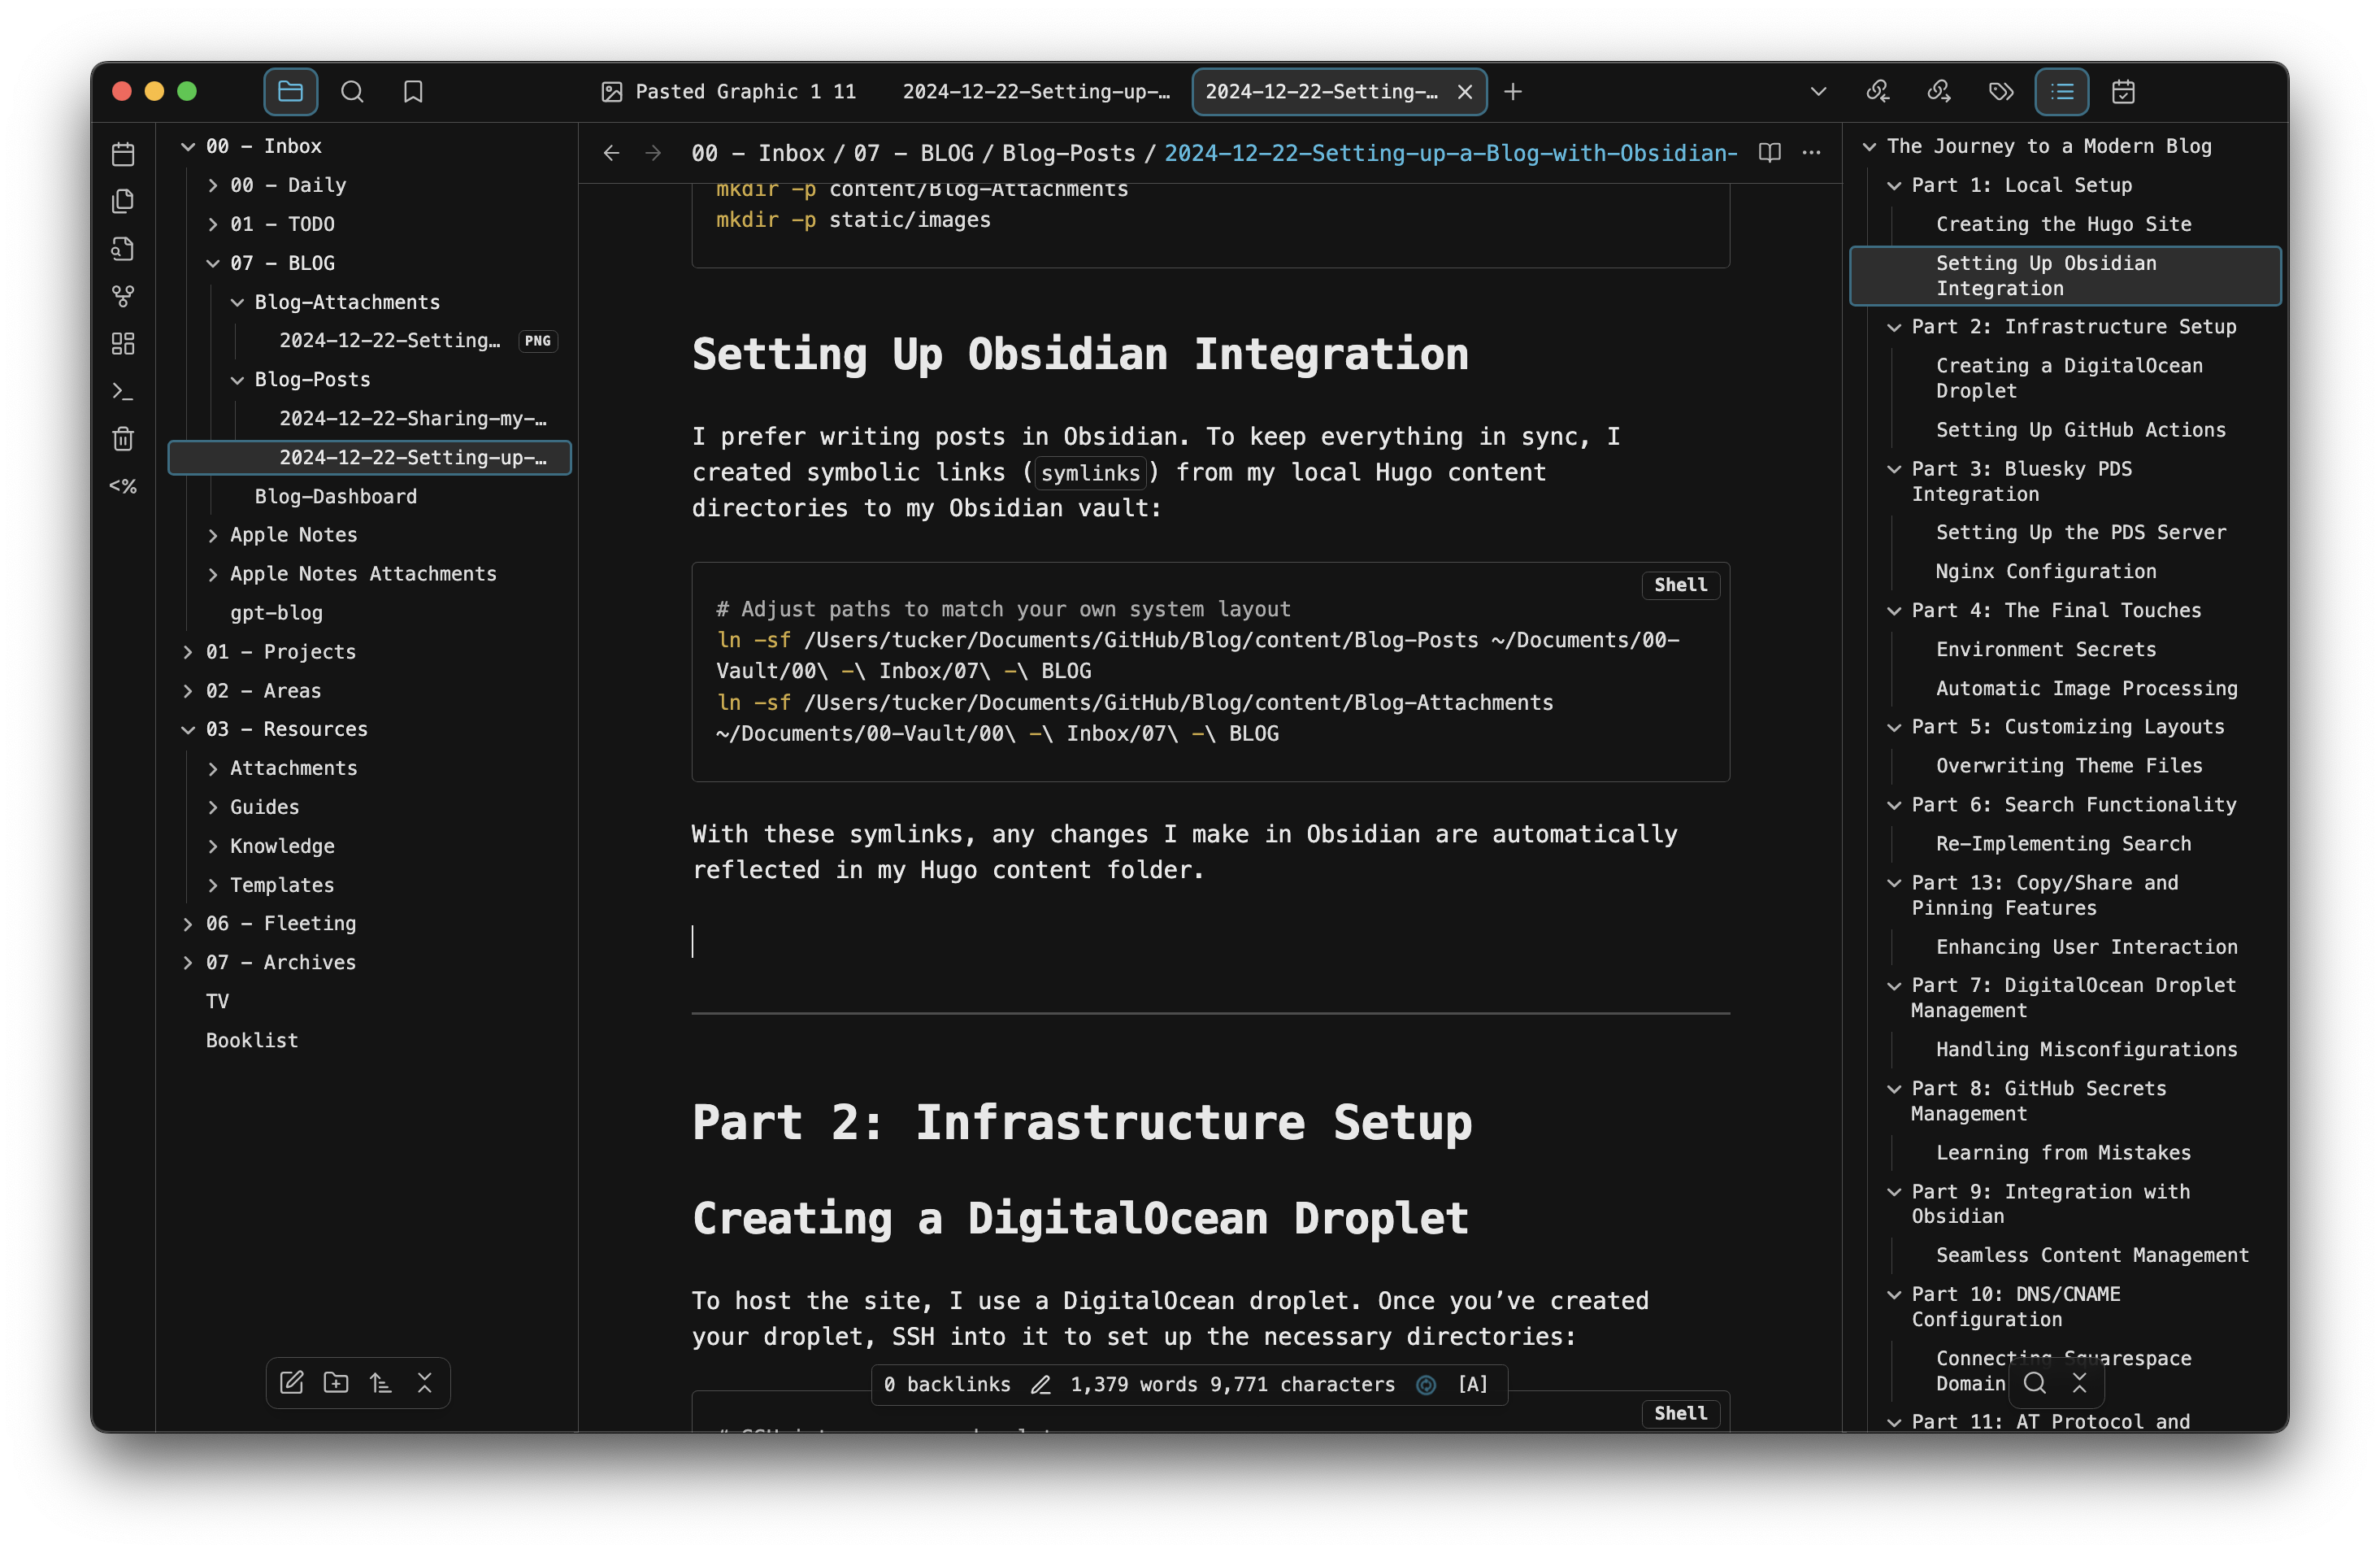 Pasted Graphic 1 11
2024-12-22-Setting-up-…
2024-12-22-Setting-…
00 - Inbox
00 - Daily
01 - TODO
07 - BLOG
Blog-Attachments
2024-12-22-Setting… PNG
Blog-Posts
2024-12-22-Sharing-my-…
2024-12-22-Setting-up-…
Blog-Dashboard
Apple Notes
Apple Notes Attachments
gpt-blog
01 - Projects
02 - Areas
03 - Resources
Attachments
Guides
Knowledge
Templates
06 - Fleeting
07 - Archives
TV
Booklist
<%
00 - Inbox / 07 - BLOG / Blog-Posts / 2024-12-22-Setting-up-a-Blog-with-Obsidian-
mkdir -p content/Blog-Attachments
mkdir -p static/images
Setting Up Obsidian Integration
I prefer writing posts in Obsidian. To keep everything in sync, I
created symbolic links (symlinks) from my local Hugo content
directories to my Obsidian vault:
Shell
# Adjust paths to match your own system layout
ln -sf /Users/tucker/Documents/GitHub/Blog/content/Blog-Posts ~/Documents/00-
Vault/00\ -\ Inbox/07\ -\ BLOG
ln -sf /Users/tucker/Documents/GitHub/Blog/content/Blog-Attachments
~/Documents/00-Vault/00\ -\ Inbox/07\ -\ BLOG
With these symlinks, any changes I make in Obsidian are automatically
reflected in my Hugo content folder.
Part 2: Infrastructure Setup
Creating a DigitalOcean Droplet
To host the site, I use a DigitalOcean droplet. Once you’ve created
your droplet, SSH into it to set up the necessary directories:
0 backlinks 1,379 words 9,771 characters [A]
Shell
The Journey to a Modern Blog
Part 1: Local Setup
Creating the Hugo Site
Setting Up Obsidian
Integration
Part 2: Infrastructure Setup
Creating a DigitalOcean
Droplet
Setting Up GitHub Actions
Part 3: Bluesky PDS
Integration
Setting Up the PDS Server
Nginx Configuration
Part 4: The Final Touches
Environment Secrets
Automatic Image Processing
Part 5: Customizing Layouts
Overwriting Theme Files
Part 6: Search Functionality
Re-Implementing Search
Part 13: Copy/Share and
Pinning Features
Enhancing User Interaction
Part 7: DigitalOcean Droplet
Management
Handling Misconfigurations
Part 8: GitHub Secrets
Management
Learning from Mistakes
Part 9: Integration with
Obsidian
Seamless Content Management
Part 10: DNS/CNAME
Configuration
Connecting Squarespace
Domain
Part 11: AT Protocol and